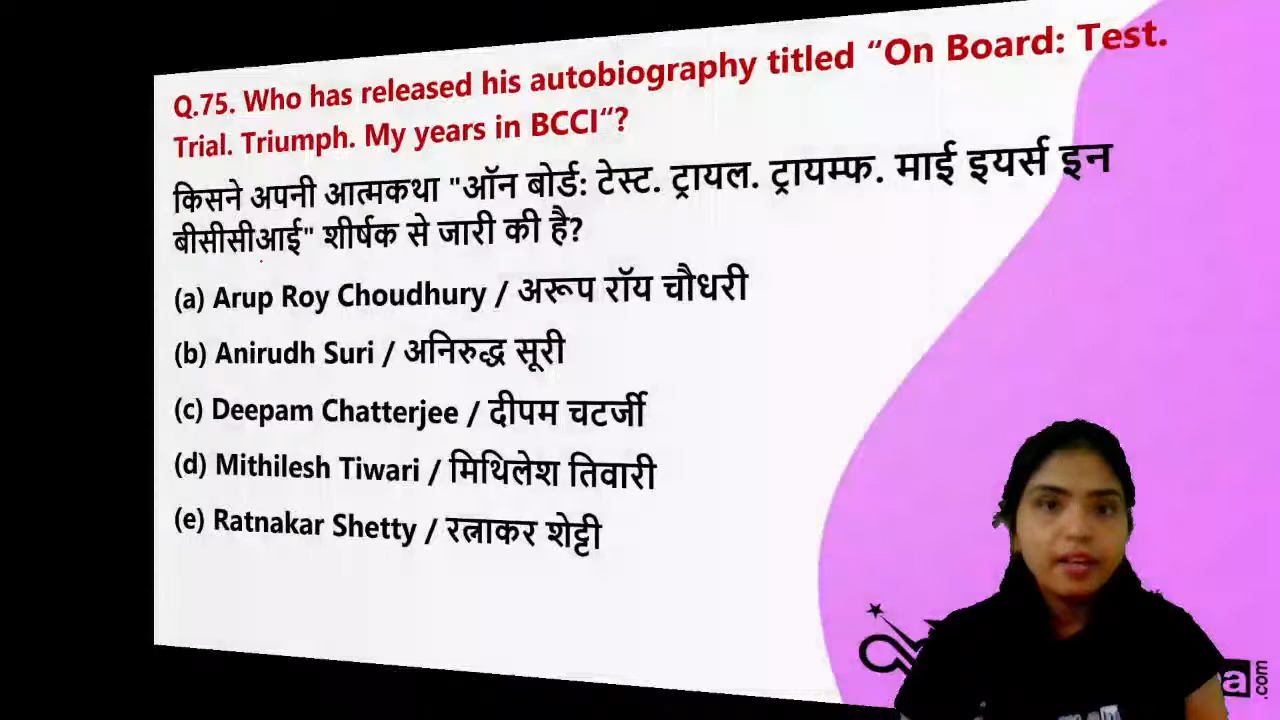 Q.75. Who has released his autobiography titled “On Board: Test.
Trial. Triumph. My years in BCCI“?
किसने अपनी आत्मकथा "ऑन बोर्ड: टेस्ट. ट्रायल. ट्रायम्फ. माई इयर्स इन
बीसीसीआई" शीर्षक से जारी की है?
(a) Arup Roy Choudhury / अरूप रॉय चौधरी
(b) Anirudh Suri / अनिरुद्ध सूरी
(c) Deepam Chatterjee / दीपम चटर्जी
(d) Mithilesh Tiwari / मिथिलेश तिवारी
(e) Ratnakar Shetty / रत्नाकर शेट्टी
a .com